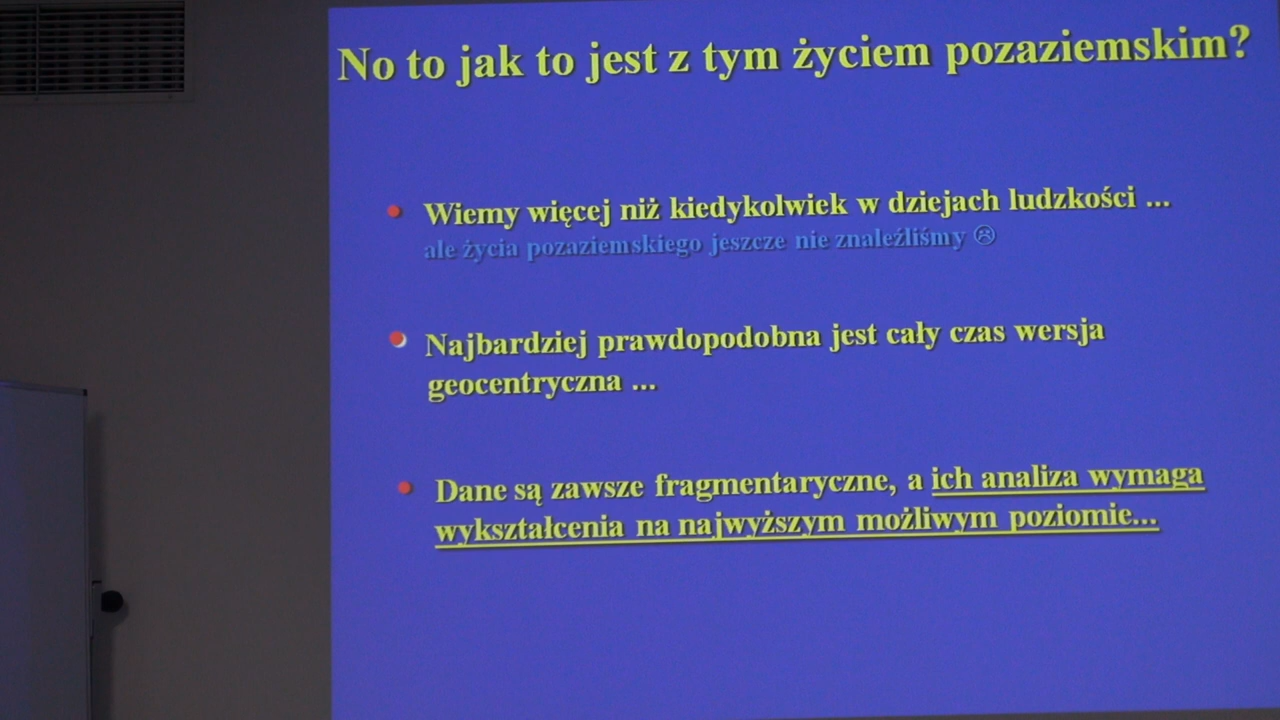 No to jak to jest z tym życiem pozaziemskim?
• Wiemy więcej niż kiedykolwiek w dziejach ludzkości ...
ale życia pozaziemskiego jeszcze nie znaleźliśmy ☹
• Najbardziej prawdopodobna jest cały czas wersja
geocentryczna ...
• Dane są zawsze fragmentaryczne, a ich analiza wymaga
wykształcenia na najwyższym możliwym poziomie...